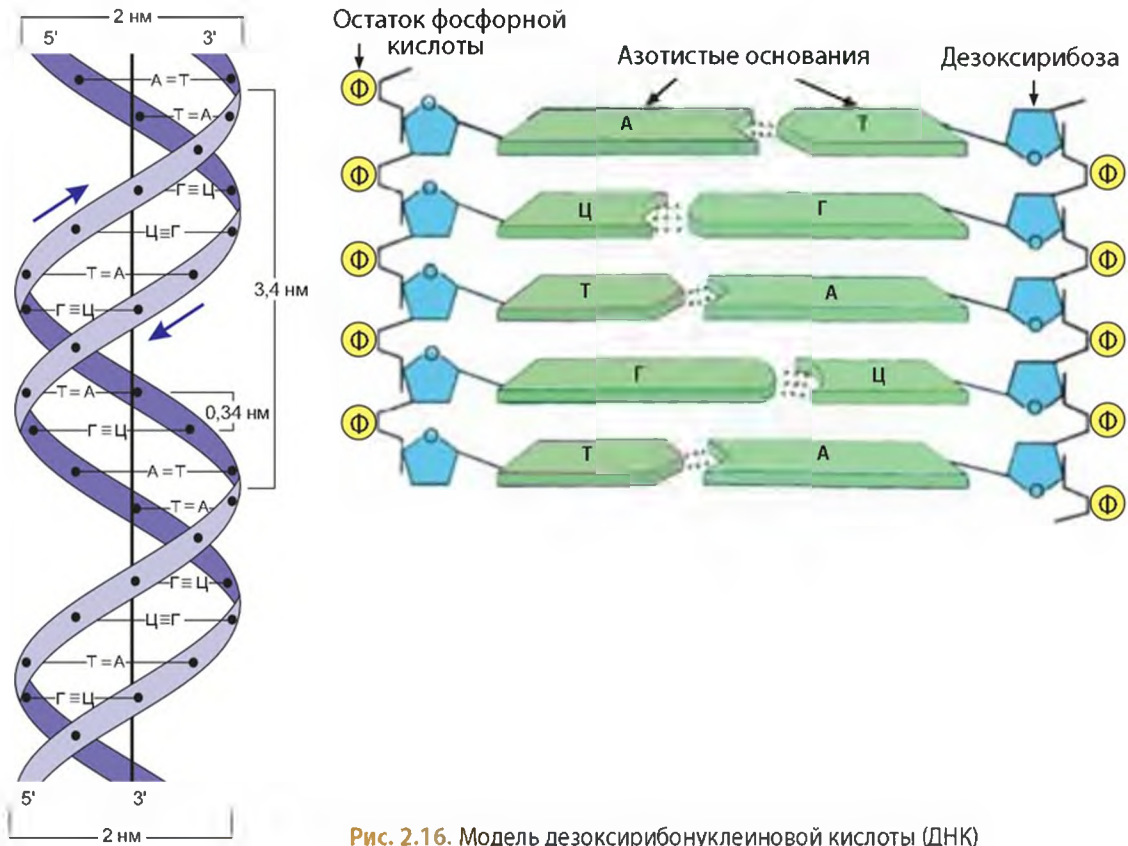 2 нм
5' 3'
А=Т
Т=А
Г≡Ц
Ц≡Г
Т=А
Г≡Ц
Т=А
Г≡Ц
А=Т
Т=А
Г≡Ц
Ц≡Г
Т=А
Г≡Ц
3,4 нм
0,34 нм
5' 3'
2 нм
Остаток фосфорной
кислоты
Азотистые основания
Дезоксирибоза
Ф
А Т
Ф Ф
Ц Г
Ф Ф
Т А
Ф Ф
Г Ц
Ф Ф
Т А
Ф
Рис. 2.16. Модель дезоксирибонуклеиновой кислоты (ДНК)